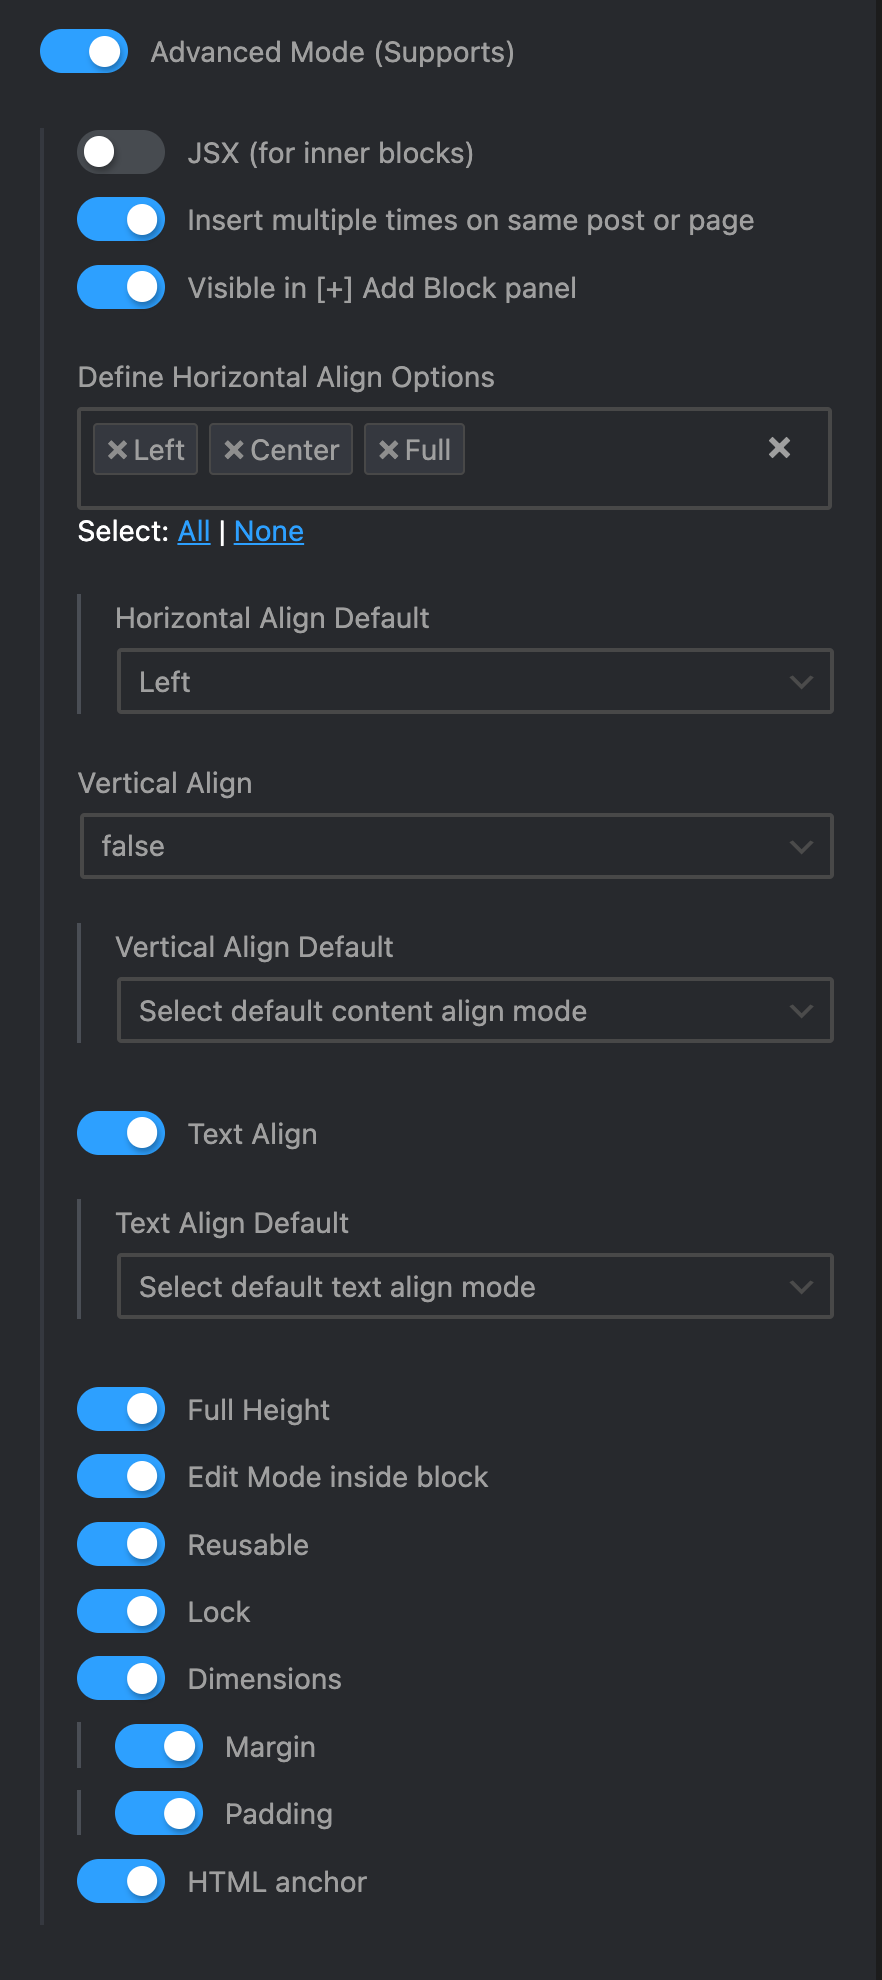 Advanced Mode (Supports)
JSX (for inner blocks)
Insert multiple times on same post or page
Visible in [+] Add Block panel
Define Horizontal Align Options
×Left ×Center ×Full ×
Select: All | None
Horizontal Align Default
Left
Vertical Align
false
Vertical Align Default
Select default content align mode
Text Align
Text Align Default
Select default text align mode
Full Height
Edit Mode inside block
Reusable
Lock
Dimensions
Margin
Padding
HTML anchor